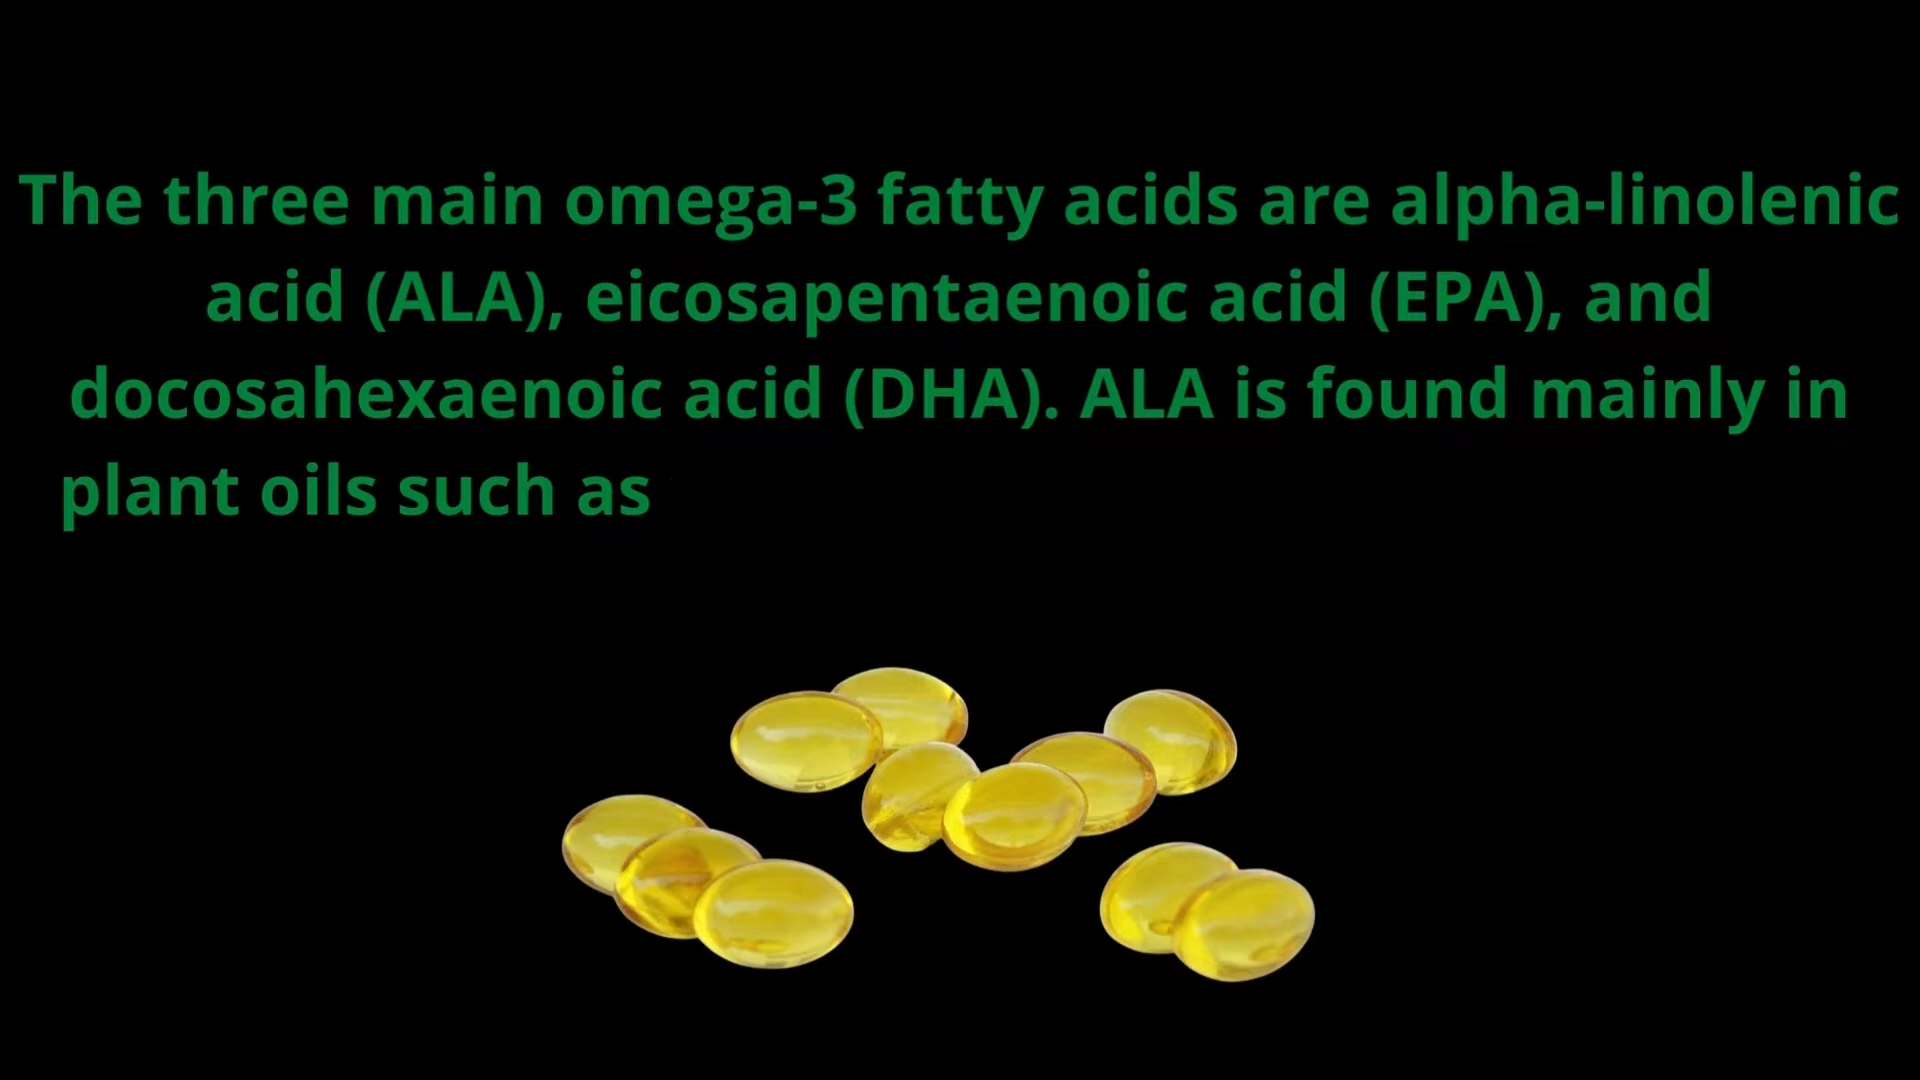 The three main omega-3 fatty acids are alpha-linolenic
acid (ALA), eicosapentaenoic acid (EPA), and
docosahexaenoic acid (DHA). ALA is found mainly in
plant oils such as